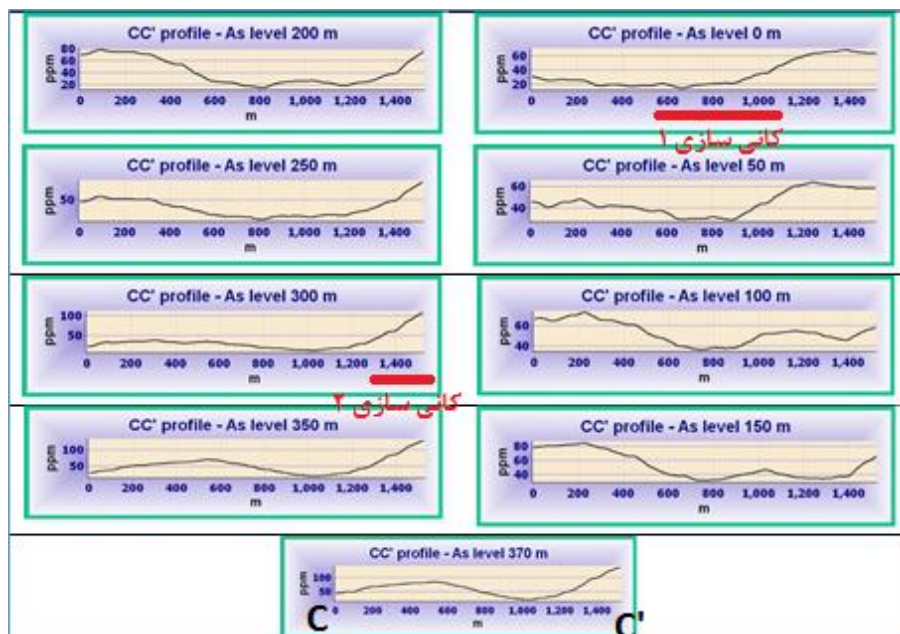 CC' profile - As level 200 m
80
60
40
20
ppm
0 200 400 600 800 1,000 1,200 1,400
m
CC' profile - As level 0 m
60
40
20
ppm
0 200 400 600 800 1,000 1,200 1,400
کانی سازی ۱
CC' profile - As level 250 m
50
ppm
0 200 400 600 800 1,000 1,200 1,400
m
CC' profile - As level 50 m
60
40
ppm
0 200 400 600 800 1,000 1,200 1,400
m
CC' profile - As level 300 m
100
50
ppm
0 200 400 600 800 1,000 1,200 1,400
m
کانی سازی ۲
CC' profile - As level 100 m
60
40
ppm
0 200 400 600 800 1,000 1,200 1,400
m
CC' profile - As level 350 m
100
50
ppm
0 200 400 600 800 1,000 1,200 1,400
m
CC' profile - As level 150 m
80
60
40
ppm
0 200 400 600 800 1,000 1,200 1,400
m
CC' profile - As level 370 m
100
50
ppm
0 200 400 600 800 1,000 1,200 1,400
m
C C'